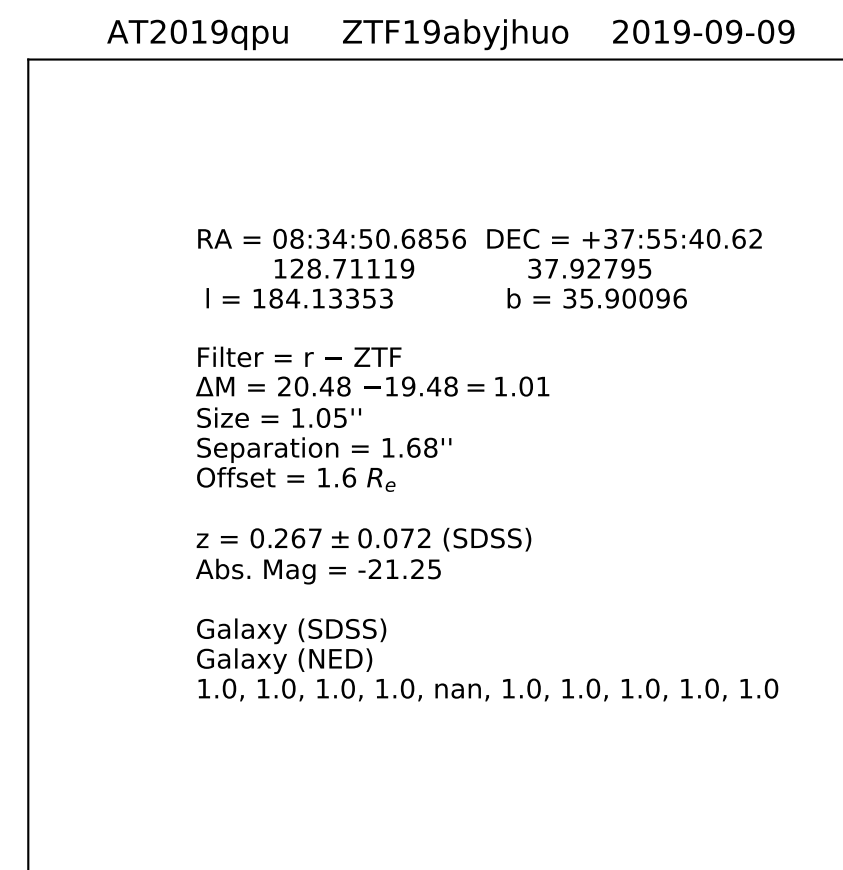 AT2019qpu ZTF19abyjhuo 2019-09-09
RA = 08:34:50.6856 DEC = +37:55:40.62
128.71119 37.92795
l = 184.13353 b = 35.90096
Filter = r − ZTF
ΔM = 20.48 −19.48 = 1.01
Size = 1.05''
Separation = 1.68''
Offset = 1.6 Rₑ
z = 0.267 ± 0.072 (SDSS)
Abs. Mag = -21.25
Galaxy (SDSS)
Galaxy (NED)
1.0, 1.0, 1.0, 1.0, nan, 1.0, 1.0, 1.0, 1.0, 1.0